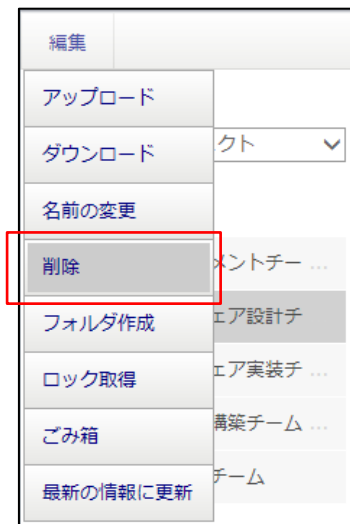 編集
アップロード
ダウンロード
クト
名前の変更
削除
メントチー ...
フォルダ作成
ェア設計チ
ロック取得
ェア実装チ ...
ごみ箱
構築チーム ...
最新の情報に更新
チーム